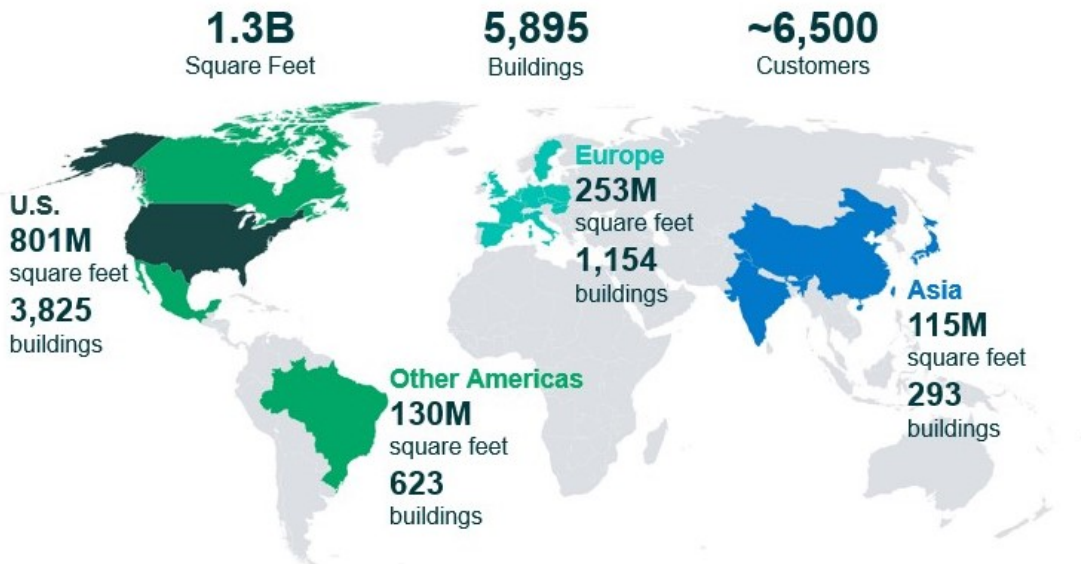 1.3B
Square Feet
5,895
Buildings
~6,500
Customers
U.S.
801M
square feet
3,825
buildings
Other Americas
130M
square feet
623
buildings
Europe
253M
square feet
1,154
buildings
Asia
115M
square feet
293
buildings